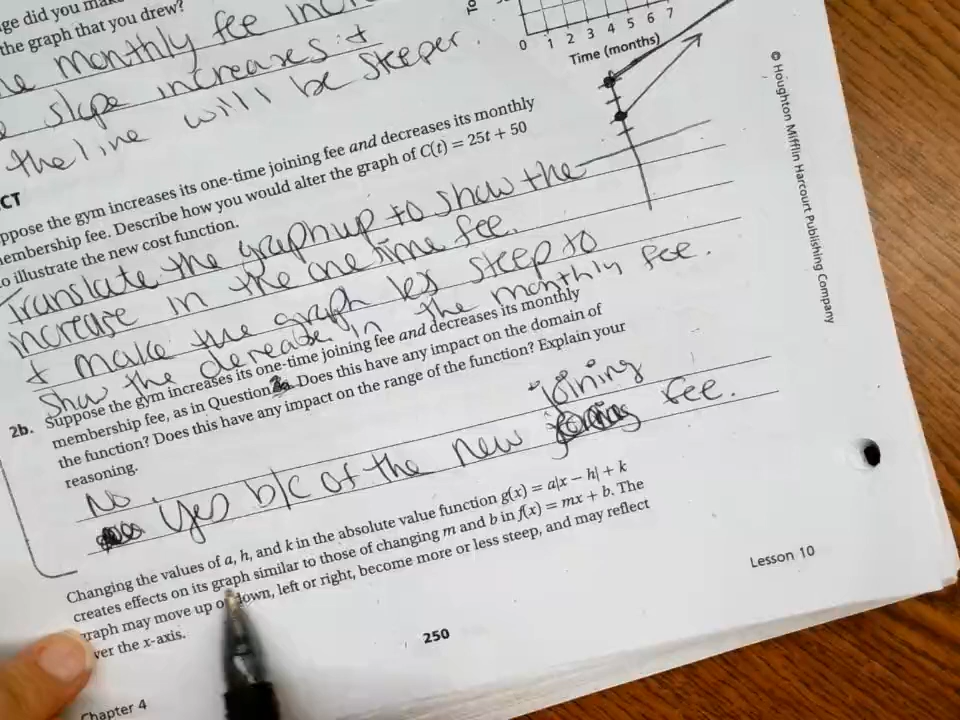 ge did you make
the graph that you drew?
monthly fee
slope increases &
the line will be steeper.
0 1 2 3 4 5 6 7
Time (months)
CT
ppose the gym increases its one-time joining fee and decreases its monthly
embership fee. Describe how you would alter the graph of C(t) = 25t + 50
o illustrate the new cost function.
Translate the graph up to show the
increase in the one time fee.
& make the graph less steep to
show the decrease in the monthly fee.
2b. Suppose the gym increases its one-time joining fee and decreases its monthly
membership fee, as in Question 2a. Does this have any impact on the domain of
the function? Does this have any impact on the range of the function? Explain your
reasoning.
No.
Yes b/c of the new joining fee.
Changing the values of a, h, and k in the absolute value function g(x) = a|x − h| + k
creates effects on its graph similar to those of changing m and b in f(x) = mx + b. The
graph may move up or down, left or right, become more or less steep, and may reflect
ver the x-axis.
Chapter 4
250
Lesson 10
© Houghton Mifflin Harcourt Publishing Company